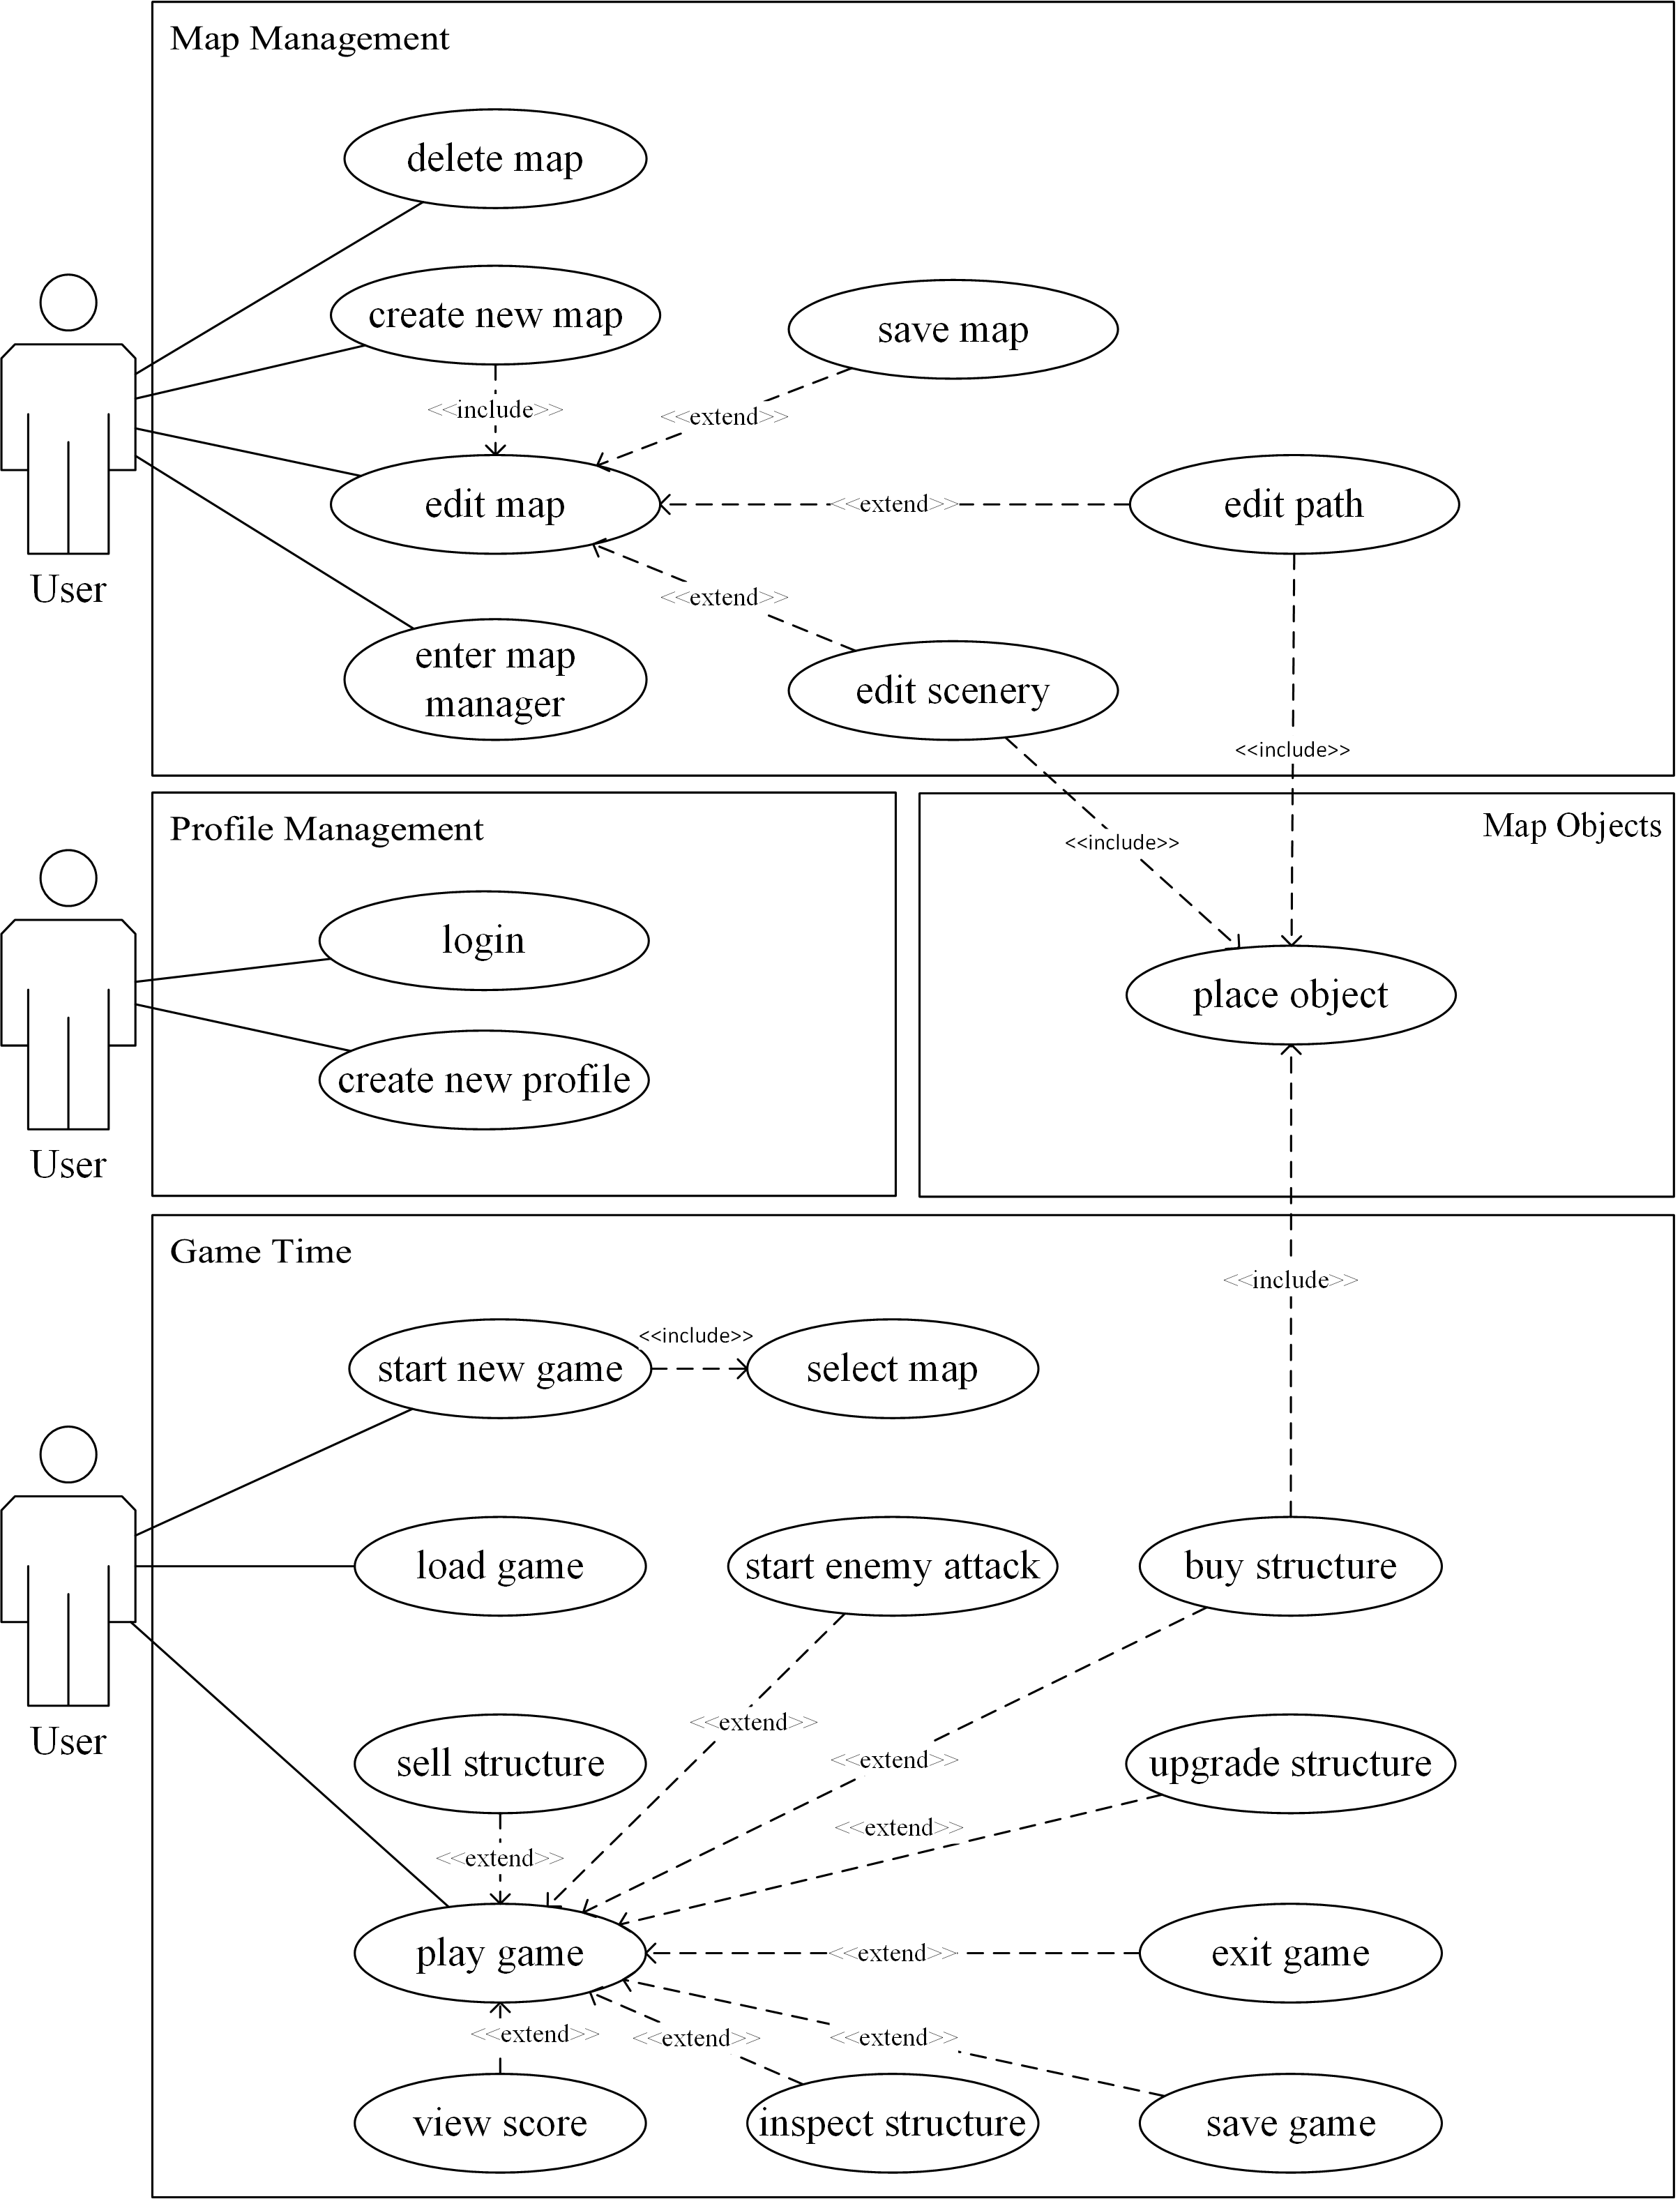 Map Management
delete map
create new map
save map
<<include>>
<<extend>>
edit map
<<extend>>
edit path
User
<<extend>>
enter map
manager
edit scenery
<<include>>
Profile Management
Map Objects
<<include>>
login
place object
create new profile
User
Game Time
<<include>>
<<include>>
start new game
select map
load game
start enemy attack
buy structure
<<extend>>
User
sell structure
<<extend>>
upgrade structure
<<extend>>
<<extend>>
play game
<<extend>>
exit game
<<extend>>
<<extend>>
<<extend>>
view score
inspect structure
save game